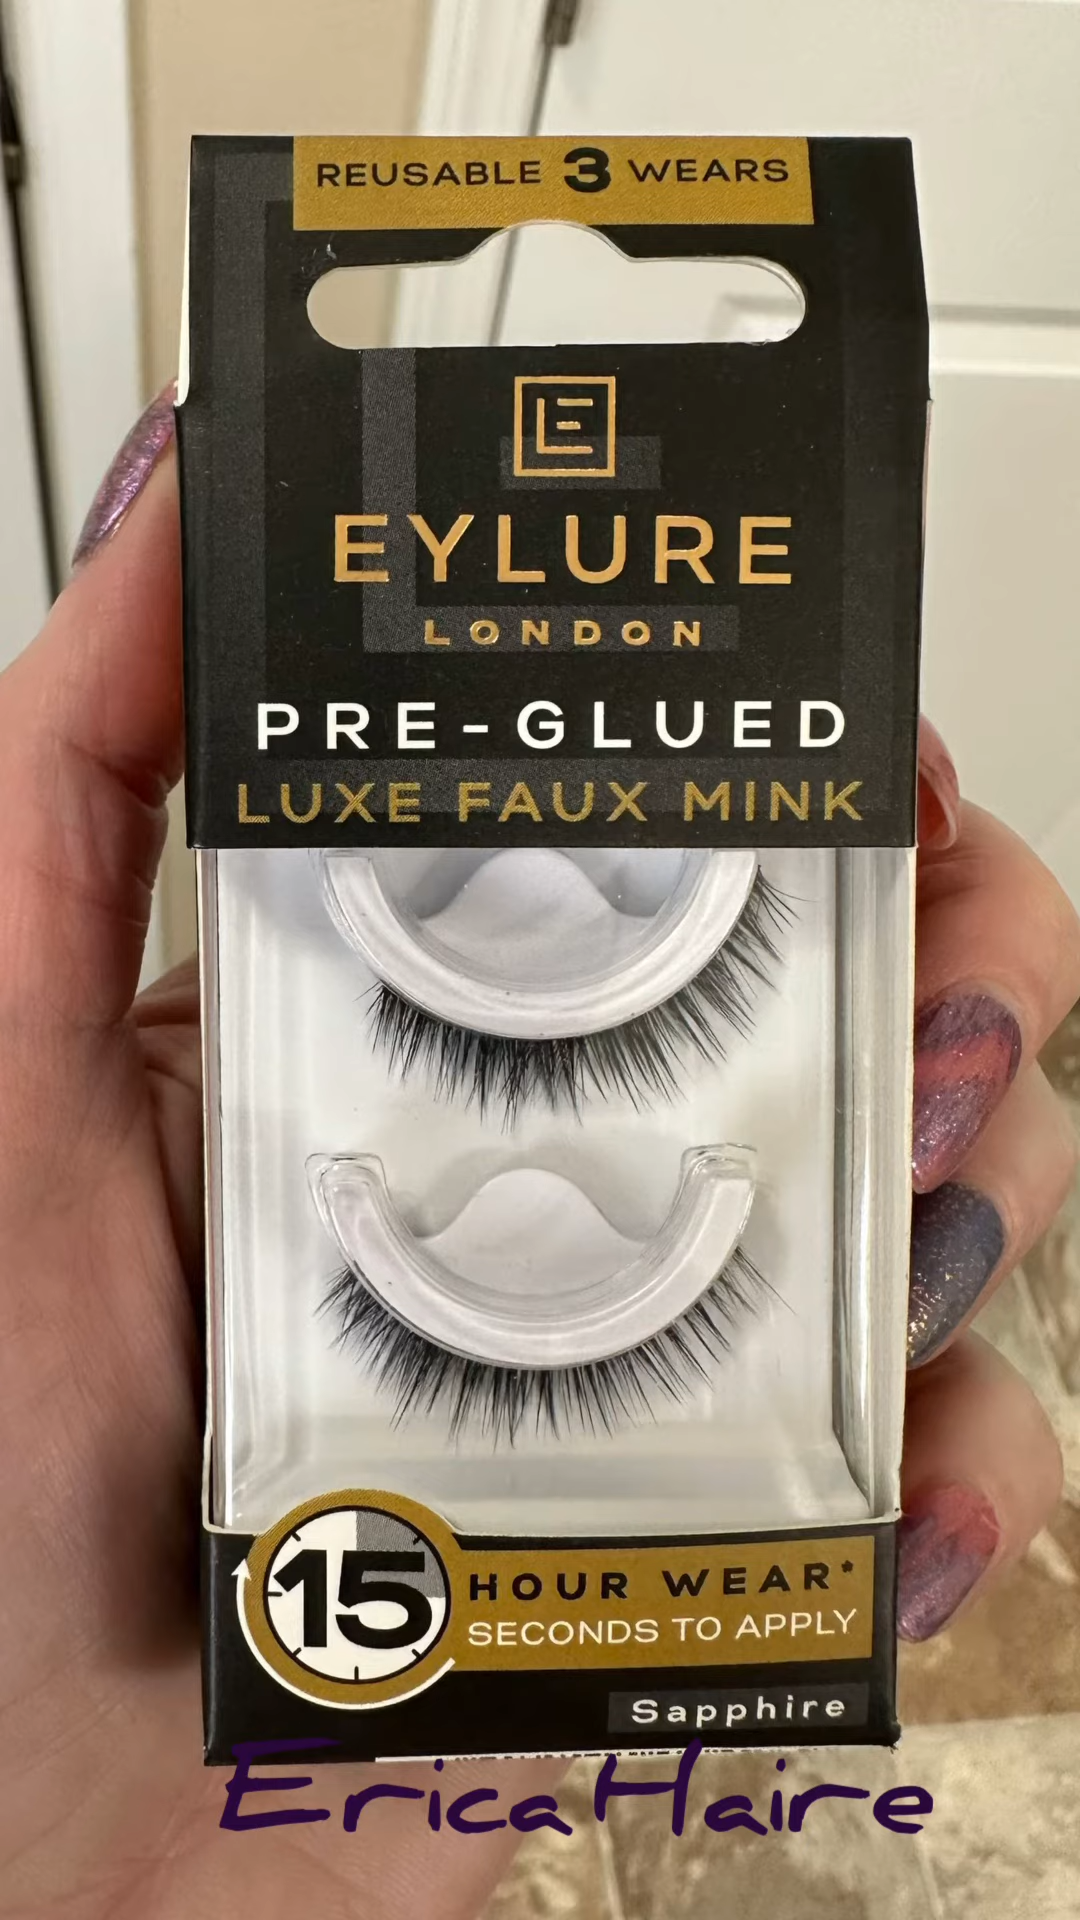 REUSABLE 3 WEARS
EYLURE
LONDON
PRE-GLUED
LUXE FAUX MINK
15 HOUR WEAR*
SECONDS TO APPLY
Sapphire
EricaHaire